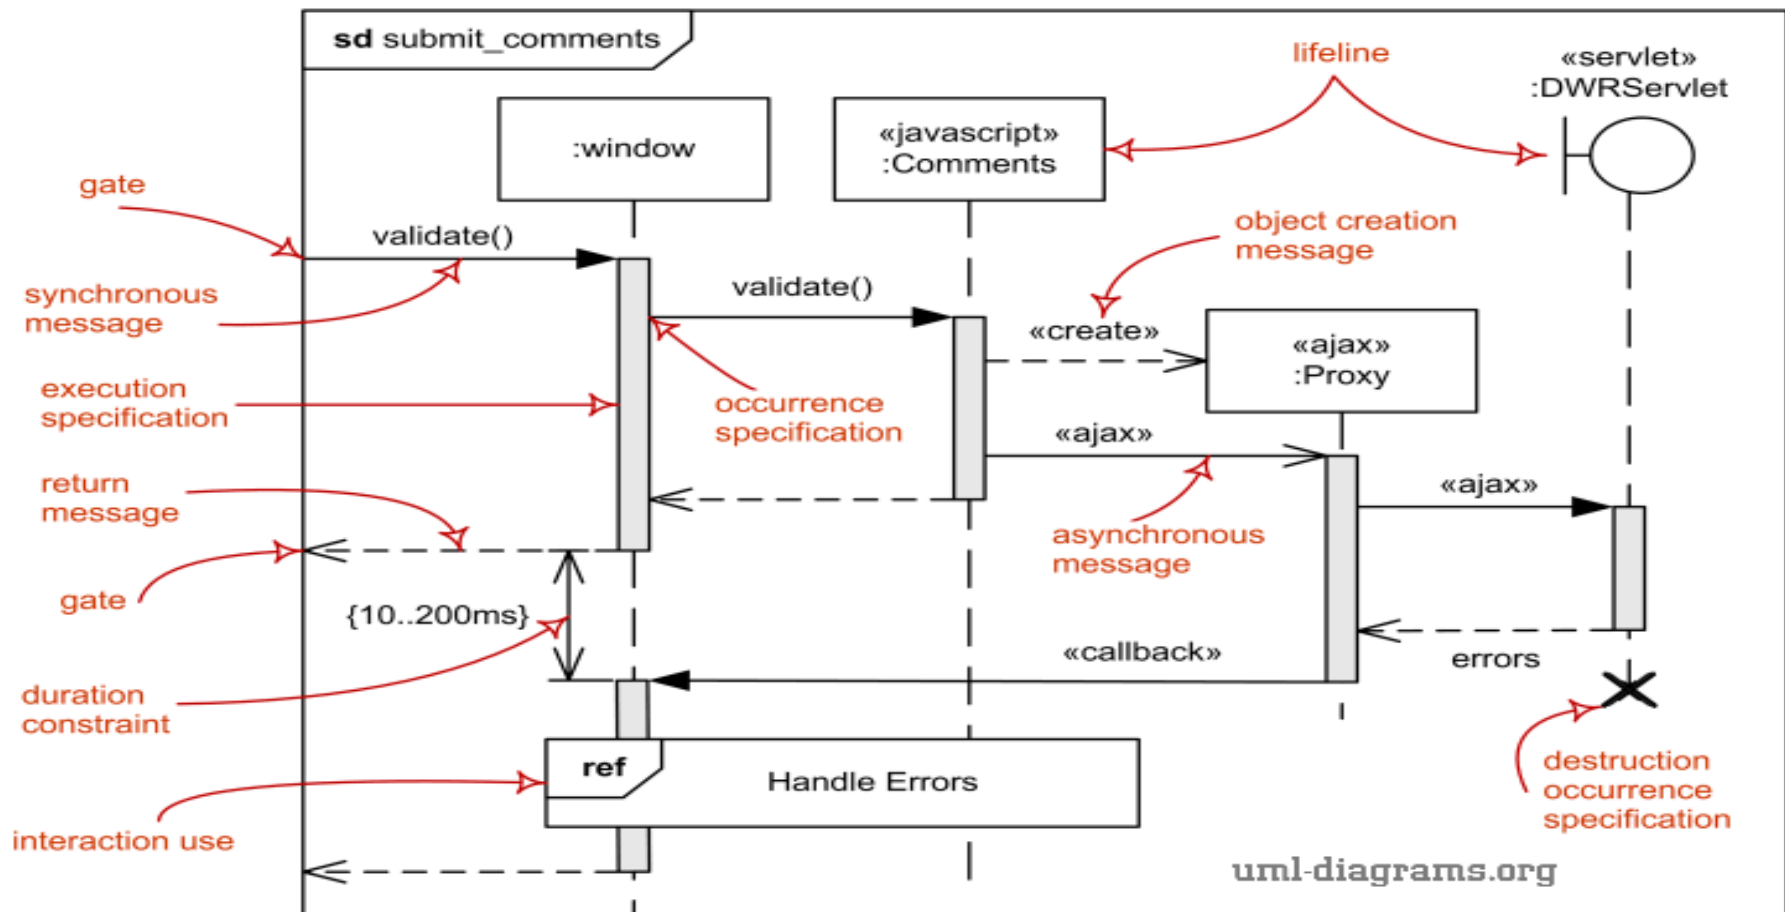 sd submit_comments
lifeline
«servlet»
:DWRServlet
:window
«javascript»
:Comments
gate
validate()
object creation
message
synchronous
message
validate()
«create»
«ajax»
:Proxy
execution
specification
occurrence
specification
«ajax»
return
message
«ajax»
asynchronous
message
gate
{10..200ms}
«callback»
errors
duration
constraint
ref
Handle Errors
destruction
occurrence
specification
interaction use
uml-diagrams.org